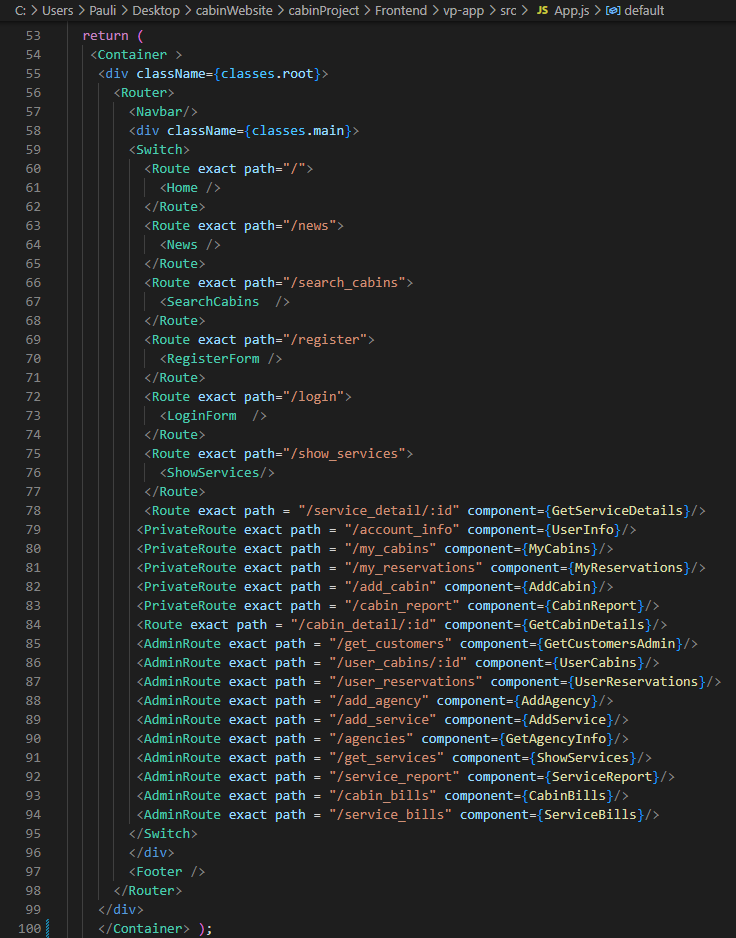 C: > Users > Pauli > Desktop > cabinWebsite > cabinProject > Frontend > vp-app > src > JS App.js > default
53 return (
54 <Container >
55 <div className={classes.root}>
56 <Router>
57 <Navbar/>
58 <div className={classes.main}>
59 <Switch>
60 <Route exact path="/">
61 <Home />
62 </Route>
63 <Route exact path="/news">
64 <News />
65 </Route>
66 <Route exact path="/search_cabins">
67 <SearchCabins  />
68 </Route>
69 <Route exact path="/register">
70 <RegisterForm />
71 </Route>
72 <Route exact path="/login">
73 <LoginForm  />
74 </Route>
75 <Route exact path="/show_services">
76 <ShowServices/>
77 </Route>
78 <Route exact path = "/service_detail/:id" component={GetServiceDetails}/>
79 <PrivateRoute exact path = "/account_info" component={UserInfo}/>
80 <PrivateRoute exact path = "/my_cabins" component={MyCabins}/>
81 <PrivateRoute exact path = "/my_reservations" component={MyReservations}/>
82 <PrivateRoute exact path = "/add_cabin" component={AddCabin}/>
83 <PrivateRoute exact path = "/cabin_report" component={CabinReport}/>
84 <Route exact path = "/cabin_detail/:id" component={GetCabinDetails}/>
85 <AdminRoute exact path = "/get_customers" component={GetCustomersAdmin}/>
86 <AdminRoute exact path = "/user_cabins/:id" component={UserCabins}/>
87 <AdminRoute exact path = "/user_reservations" component={UserReservations}/>
88 <AdminRoute exact path = "/add_agency" component={AddAgency}/>
89 <AdminRoute exact path = "/add_service" component={AddService}/>
90 <AdminRoute exact path = "/agencies" component={GetAgencyInfo}/>
91 <AdminRoute exact path = "/get_services" component={ShowServices}/>
92 <AdminRoute exact path = "/service_report" component={ServiceReport}/>
93 <AdminRoute exact path = "/cabin_bills" component={CabinBills}/>
94 <AdminRoute exact path = "/service_bills" component={ServiceBills}/>
95 </Switch>
96 </div>
97 <Footer />
98 </Router>
99 </div>
100 </Container> );